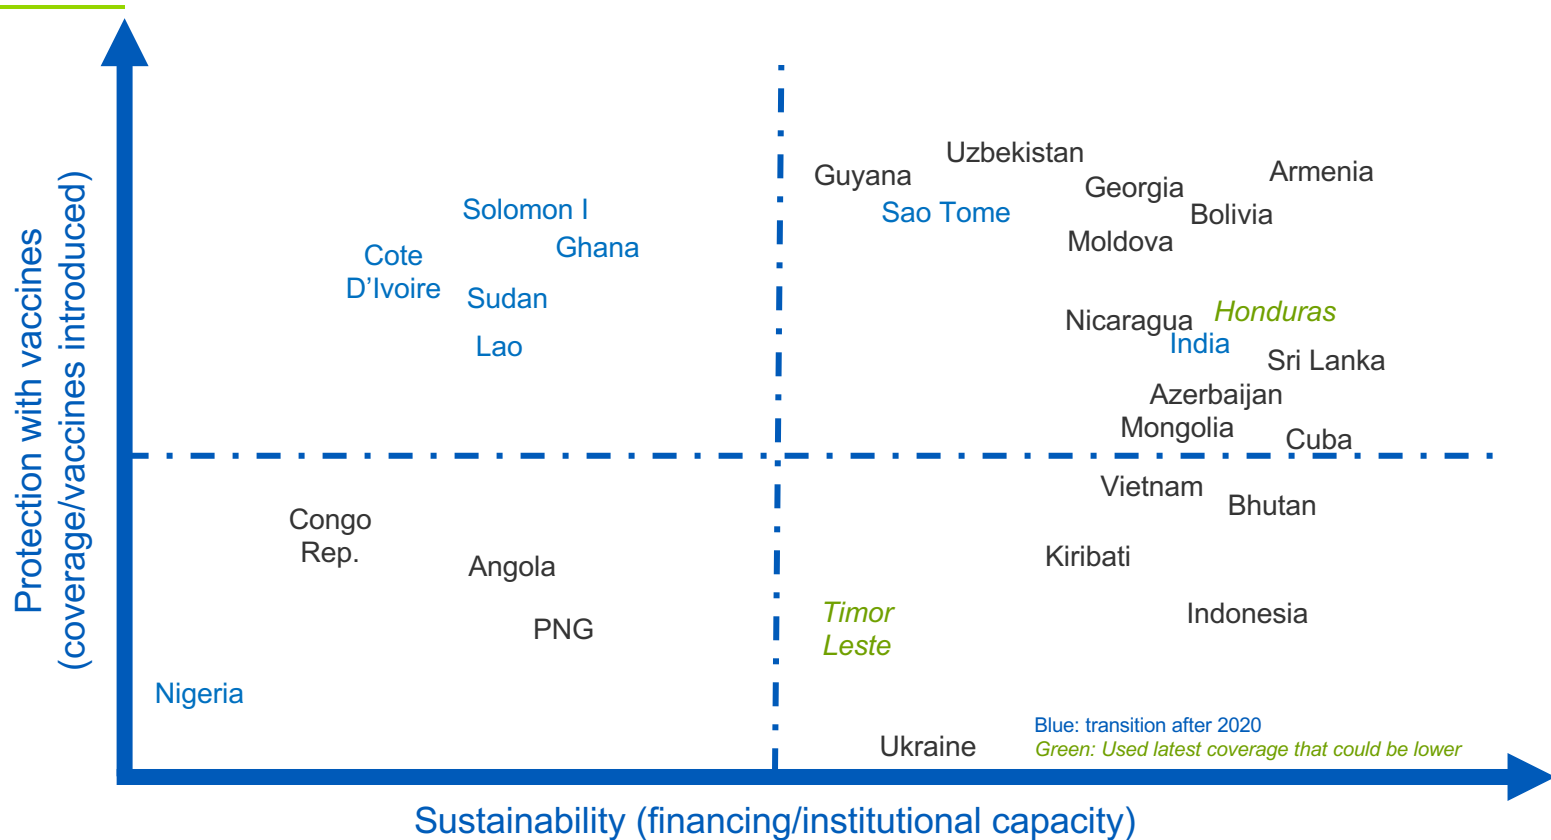 Protection with vaccines
(coverage/vaccines introduced)
Uzbekistan
Guyana
Armenia
Georgia
Solomon I
Sao Tome
Bolivia
Ghana
Moldova
Cote
D’Ivoire
Sudan
Nicaragua
Honduras
Lao
India
Sri Lanka
Azerbaijan
Mongolia
Cuba
Vietnam
Bhutan
Congo
Rep.
Angola
Kiribati
PNG
Timor
Leste
Indonesia
Nigeria
Ukraine
Blue: transition after 2020
Green: Used latest coverage that could be lower
Sustainability (financing/institutional capacity)